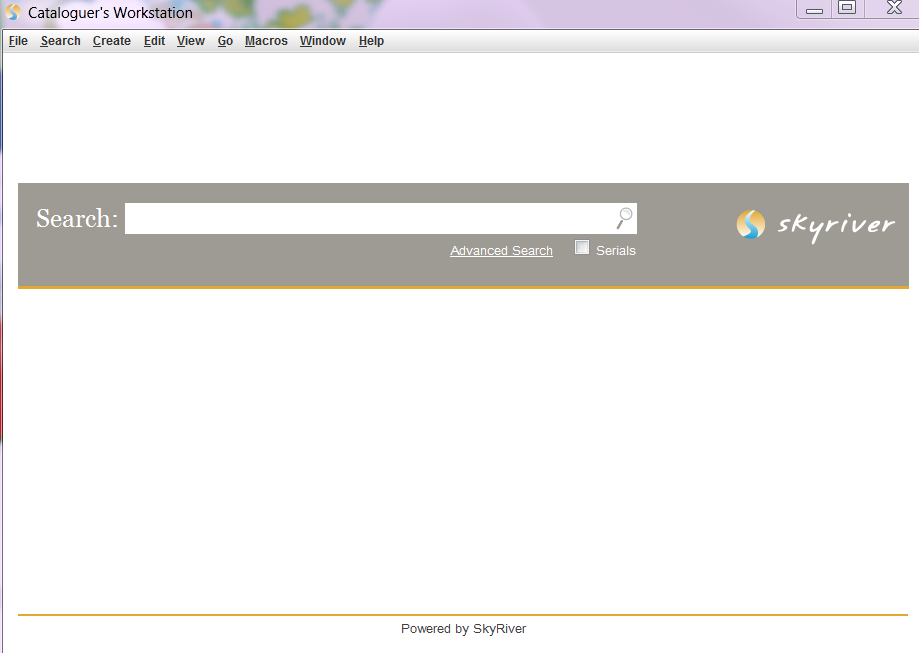 Cataloguer's Workstation
File Search Create Edit View Go Macros Window Help
Search:
skyriver
Advanced Search Serials
Powered by SkyRiver